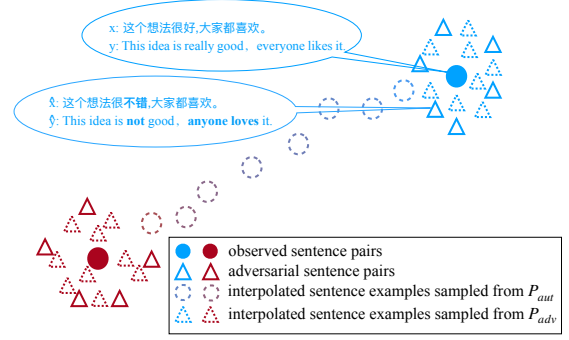 x: 这个想法很好,大家都喜欢。
y: This idea is really good，everyone likes it.
x̂: 这个想法很不错,大家都喜欢。
ŷ: This idea is not good，anyone loves it.
observed sentence pairs
adversarial sentence pairs
interpolated sentence examples sampled from P_aut
interpolated sentence examples sampled from P_adv